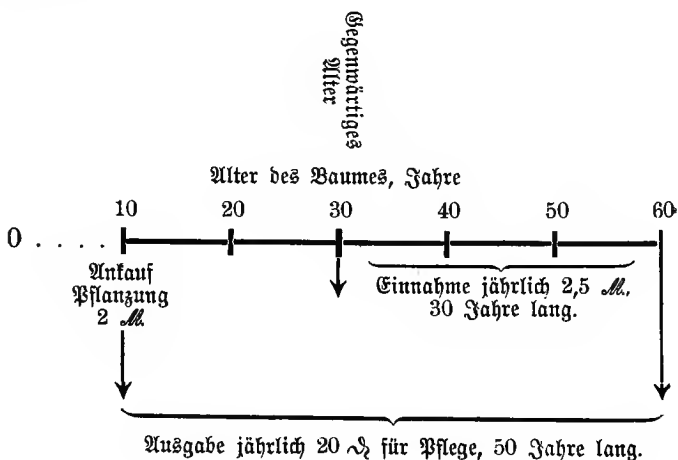 Gegenwärtiges
Alter
Alter des Baumes, Jahre
10 20 30 40 50 60
0 . . . . .
Ankauf
Pflanzung
2 ℳ.
Einnahme jährlich 2,5 ℳ.
30 Jahre lang.
Ausgabe jährlich 20 ₰ für Pflege, 50 Jahre lang.